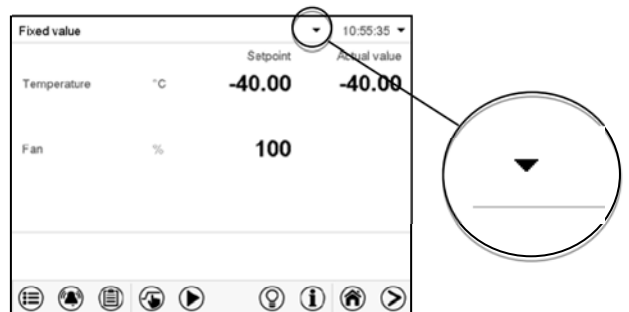 Fixed value 10:55:35
Setpoint Actual value
Temperature °C -40.00 -40.00
Fan % 100